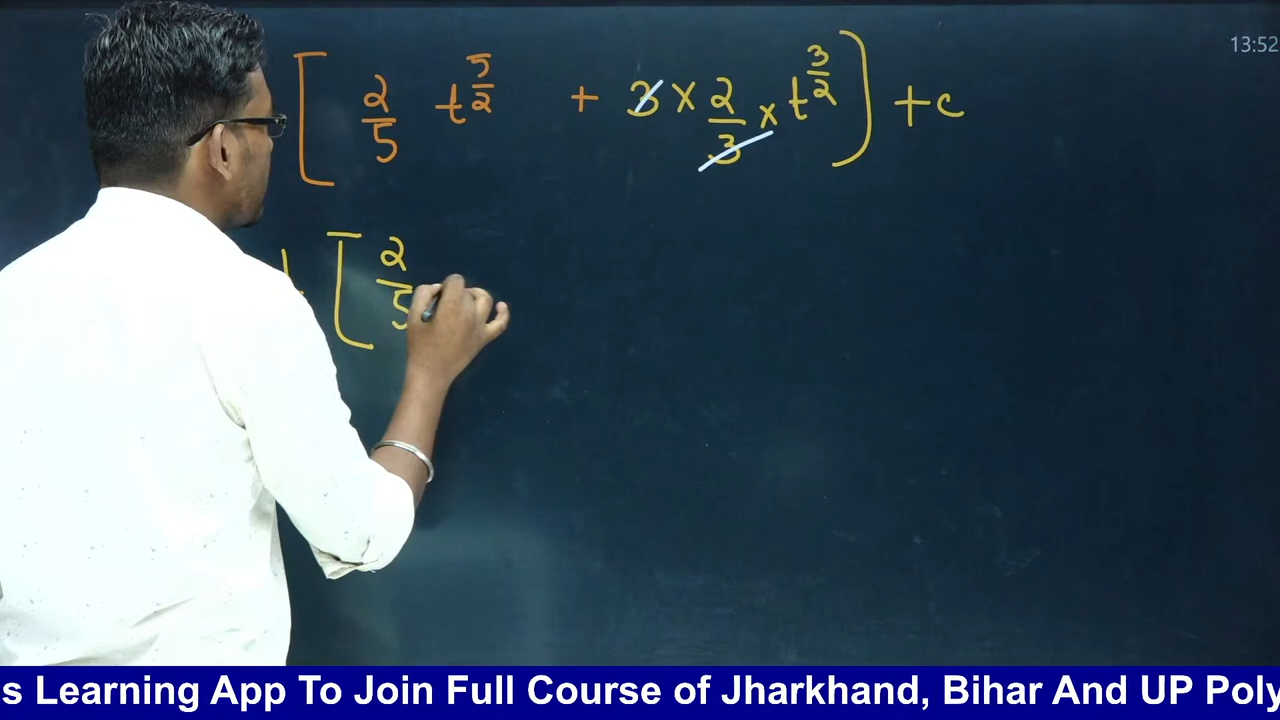 [ 2/5 t^5/2 + 3 × 2/3 × t^3/2 ) + c
[ 2/5
13:52
s Learning App To Join Full Course of Jharkhand, Bihar And UP Poly